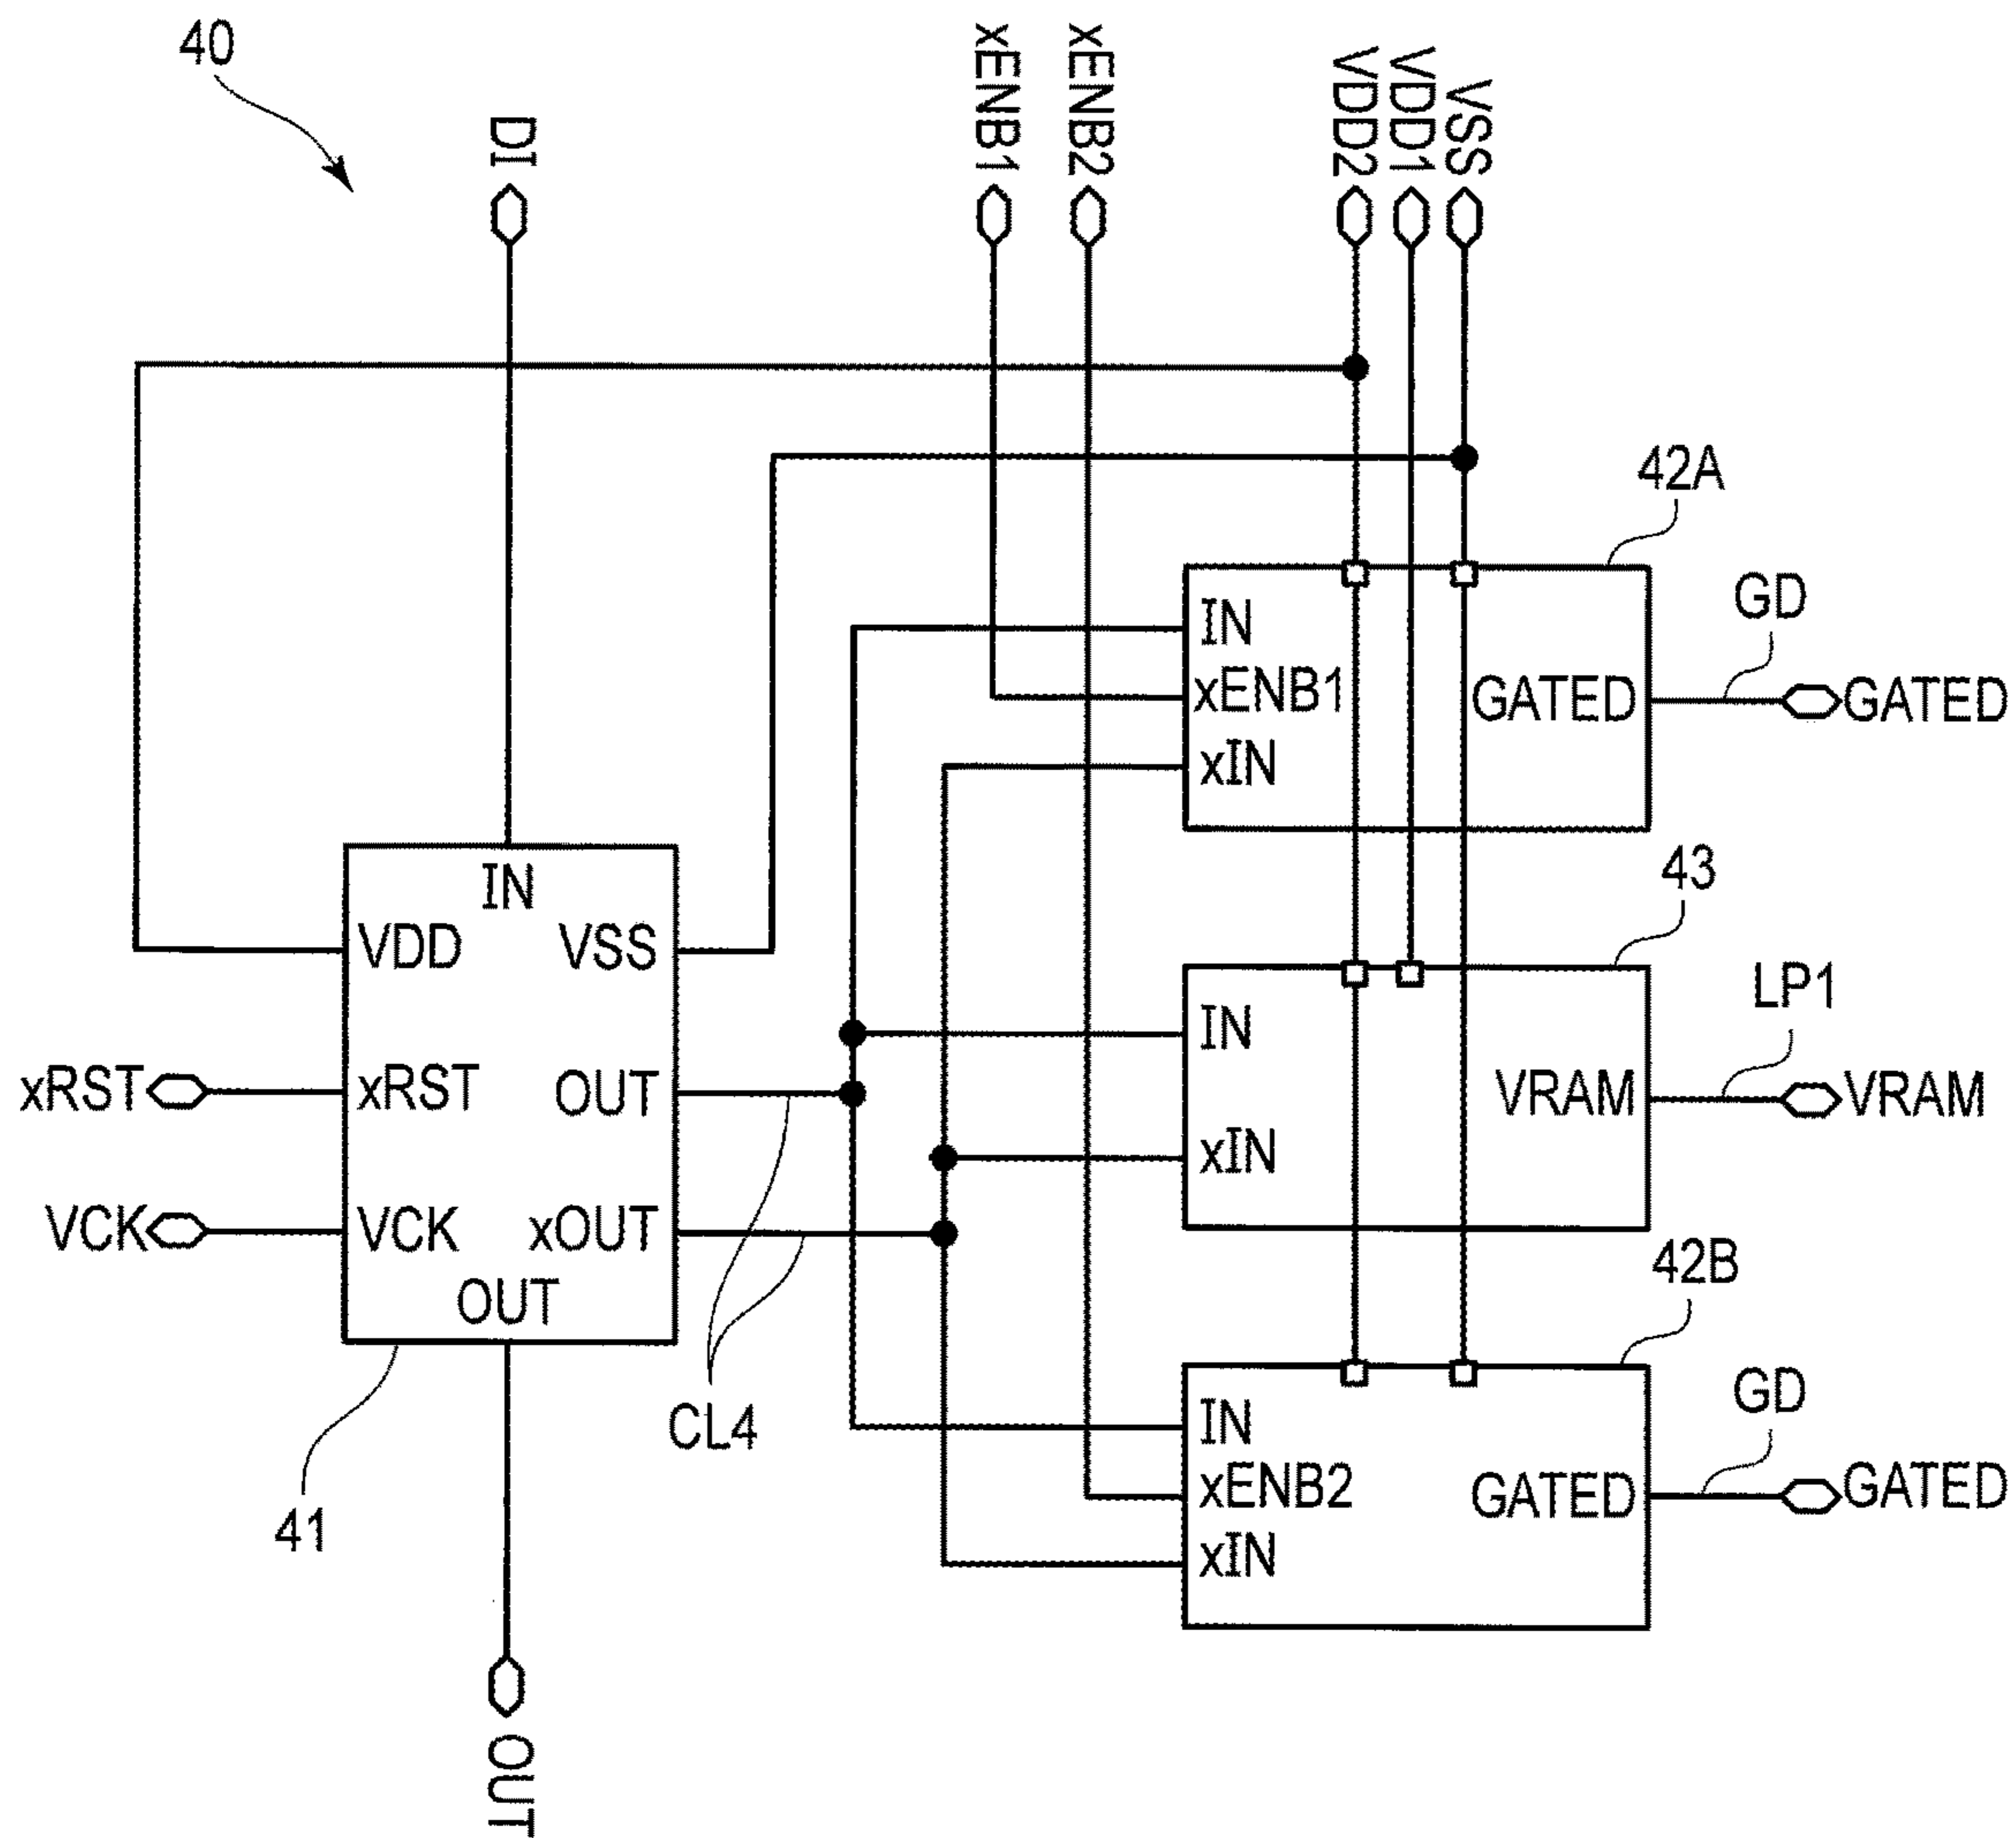 40
DI
xENB1
xENB2
VDD2
VDD1
VSS
42A
IN
xENB1
xIN
GATED
GD
GATED
43
IN
xIN
VRAM
LP1
VRAM
IN
VDD
VSS
xRST
xRST
OUT
VCK
VCK
xOUT
OUT
CL4
41
42B
IN
xENB2
xIN
GATED
GD
GATED
OUT